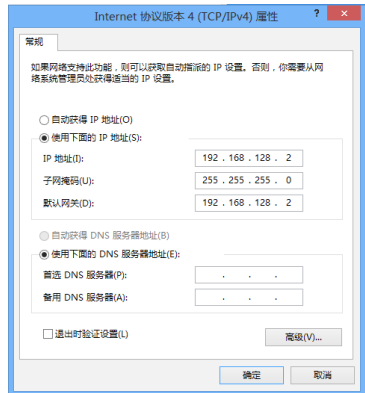 Internet 协议版本 4 (TCP/IPv4) 属性
常规
如果网络支持此功能，则可以获取自动指派的 IP 设置。否则，你需要从网
络系统管理员处获得适当的 IP 设置。
自动获得 IP 地址(O)
使用下面的 IP 地址(S):
IP 地址(I): 192 . 168 . 128 . 2
子网掩码(U): 255 . 255 . 255 . 0
默认网关(D): 192 . 168 . 128 . 2
自动获得 DNS 服务器地址(B)
使用下面的 DNS 服务器地址(E):
首选 DNS 服务器(P): . . .
备用 DNS 服务器(A): . . .
退出时验证设置(L)
高级(V)...
确定 取消